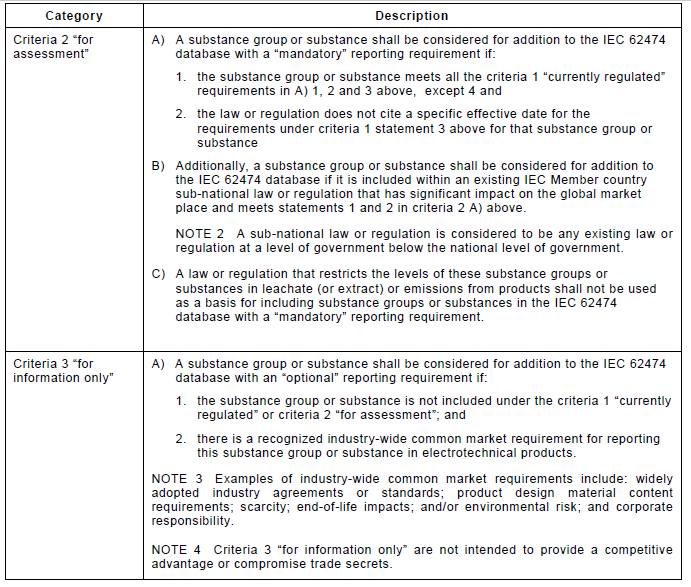 Category
Description
Criteria 2 “for
assessment”
A) A substance group or substance shall be considered for addition to the IEC 62474
database with a “mandatory” reporting requirement if:
1. the substance group or substance meets all the criteria 1 “currently regulated”
requirements in A) 1, 2 and 3 above, except 4 and
2. the law or regulation does not cite a specific effective date for the
requirements under criteria 1 statement 3 above for that substance group or
substance
B) Additionally, a substance group or substance shall be considered for addition to
the IEC 62474 database if it is included within an existing IEC Member country
sub-national law or regulation that has significant impact on the global market
place and meets statements 1 and 2 in criteria 2 A) above.
NOTE 2 A sub-national law or regulation is considered to be any existing law or
regulation at a level of government below the national level of government.
C) A law or regulation that restricts the levels of these substance groups or
substances in leachate (or extract) or emissions from products shall not be used
as a basis for including substance groups or substances in the IEC 62474
database with a “mandatory” reporting requirement.
Criteria 3 “for
information only”
A) A substance group or substance shall be considered for addition to the IEC 62474
database with an “optional” reporting requirement if:
1. the substance group or substance is not included under the criteria 1 “currently
regulated” or criteria 2 “for assessment”; and
2. there is a recognized industry-wide common market requirement for reporting
this substance group or substance in electrotechnical products.
NOTE 3 Examples of industry-wide common market requirements include: widely
adopted industry agreements or standards; product design material content
requirements; scarcity; end-of-life impacts; and/or environmental risk; and corporate
responsibility.
NOTE 4 Criteria 3 “for information only” are not intended to provide a competitive
advantage or compromise trade secrets.